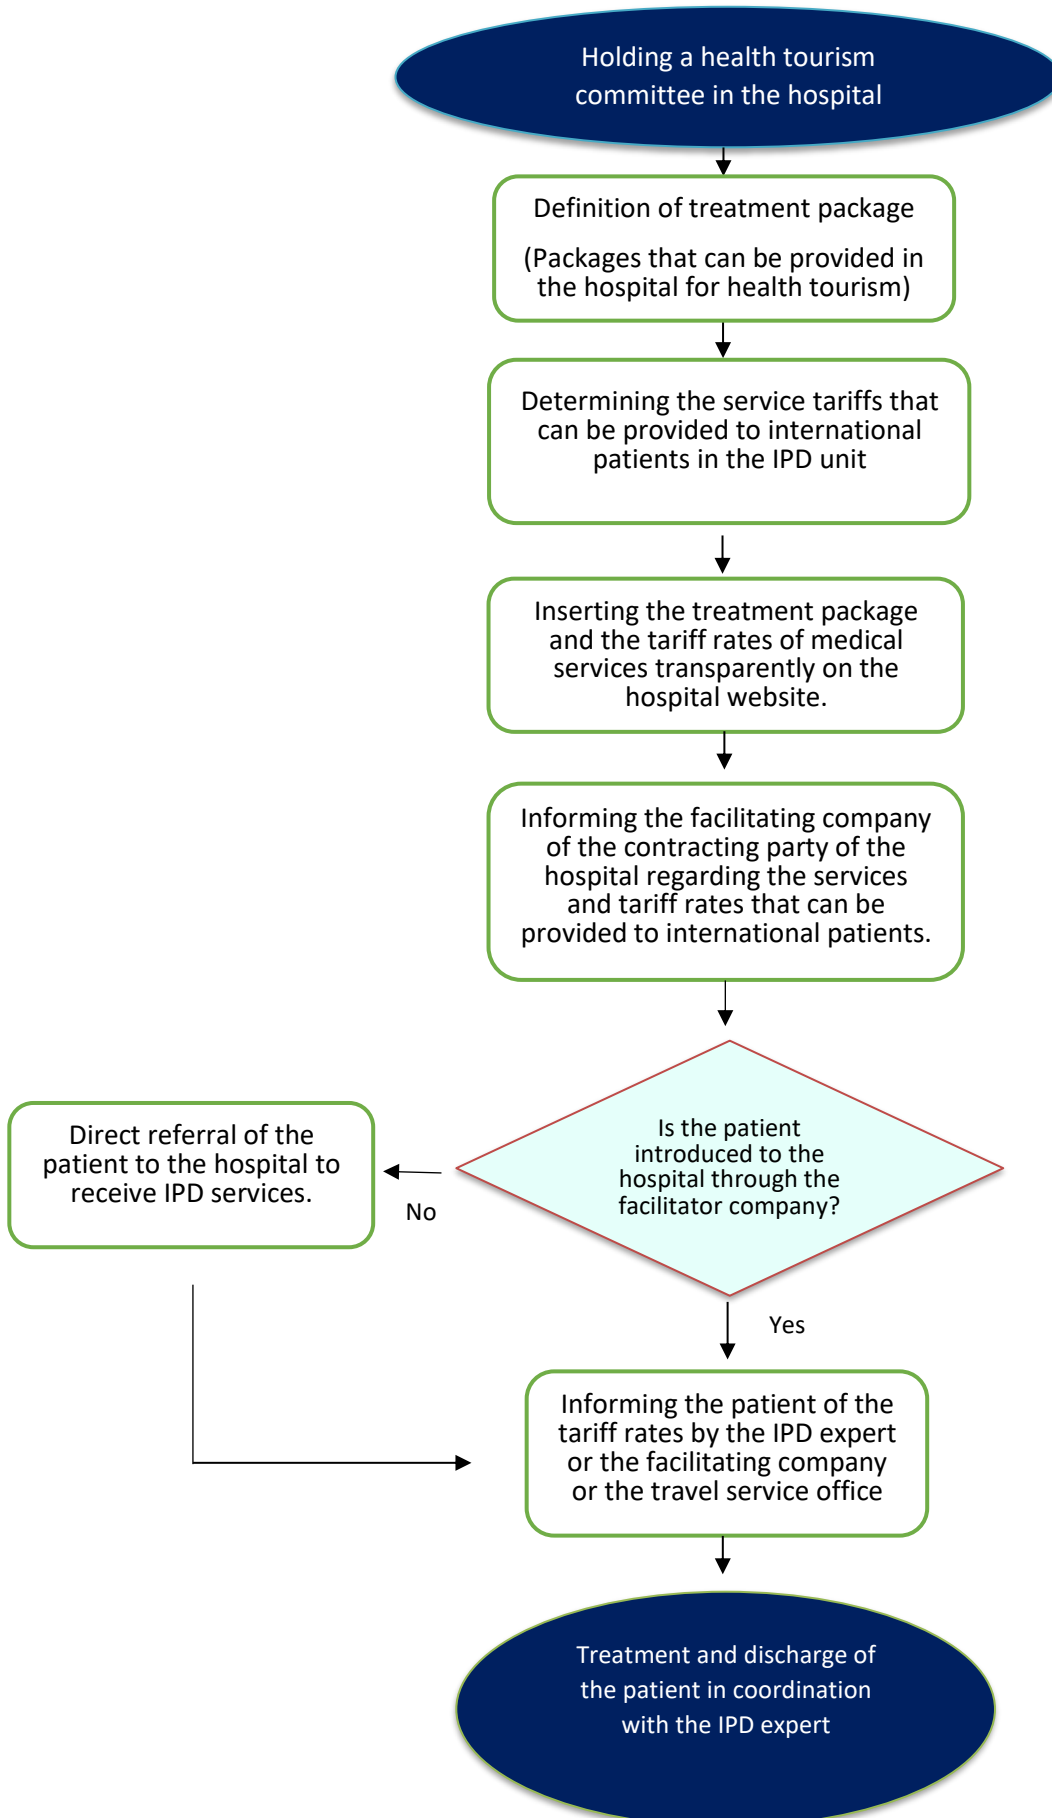 Holding a health tourism
committee in the hospital
Definition of treatment package
(Packages that can be provided in
the hospital for health tourism)
Determining the service tariffs that
can be provided to international
patients in the IPD unit
Inserting the treatment package
and the tariff rates of medical
services transparently on the
hospital website.
Informing the facilitating company
of the contracting party of the
hospital regarding the services
and tariff rates that can be
provided to international patients.
Is the patient
introduced to the
hospital through the
facilitator company?
No
Direct referral of the
patient to the hospital to
receive IPD services.
Yes
Informing the patient of the
tariff rates by the IPD expert
or the facilitating company
or the travel service office
Treatment and discharge of
the patient in coordination
with the IPD expert